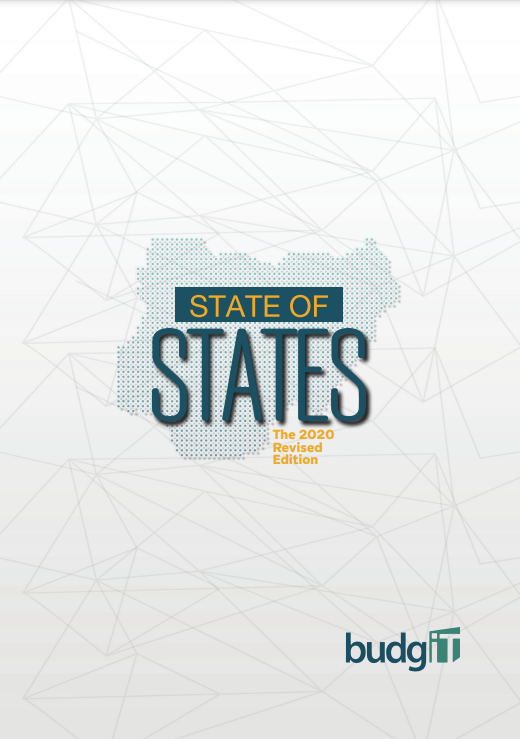 STATE OF
STATES
The 2020
Revised
Edition
budgIT